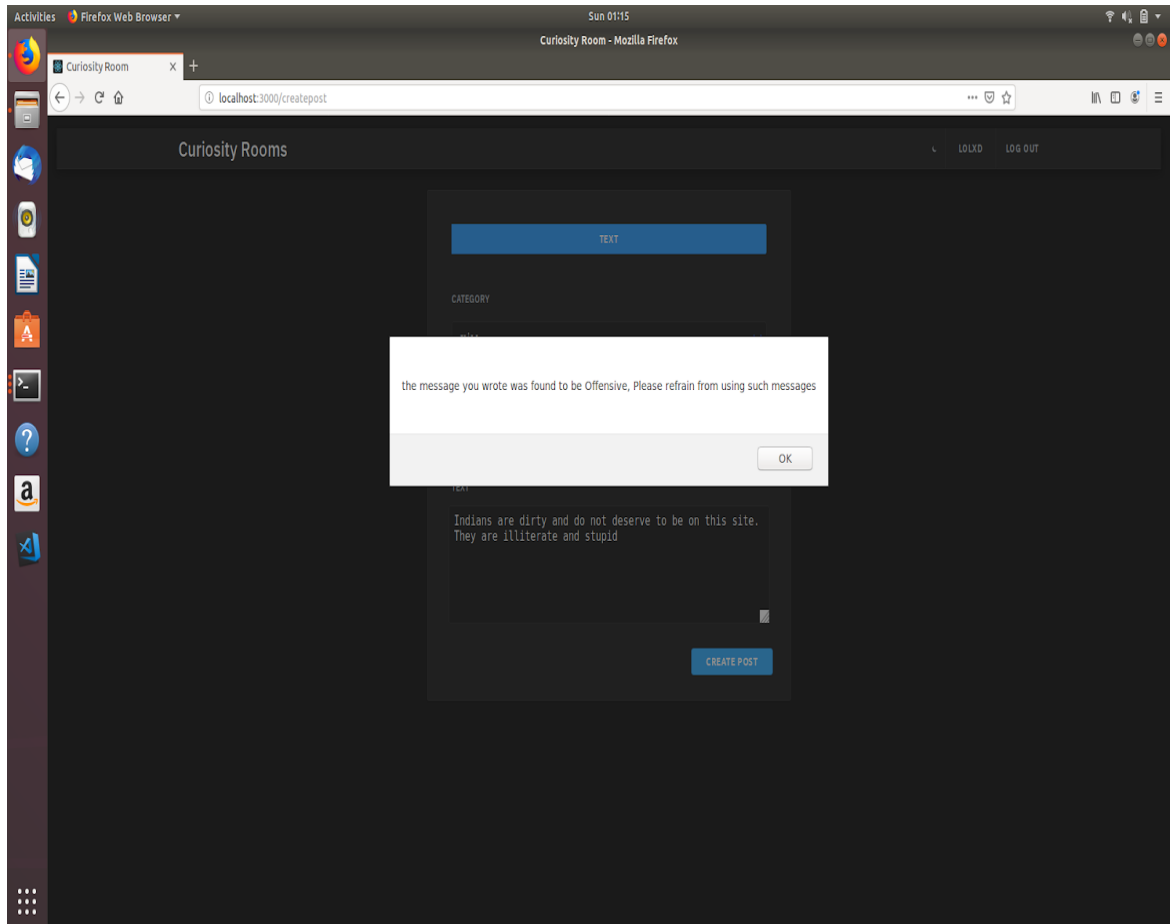 Activities Firefox Web Browser Sun 01:15
Curiosity Room - Mozilla Firefox
Curiosity Room
localhost:3000/createpost
Curiosity Rooms LOLXD LOG OUT
TEXT
CATEGORY
the message you wrote was found to be Offensive, Please refrain from using such messages
OK
TEXT
Indians are dirty and do not deserve to be on this site.
They are illiterate and stupid
CREATE POST